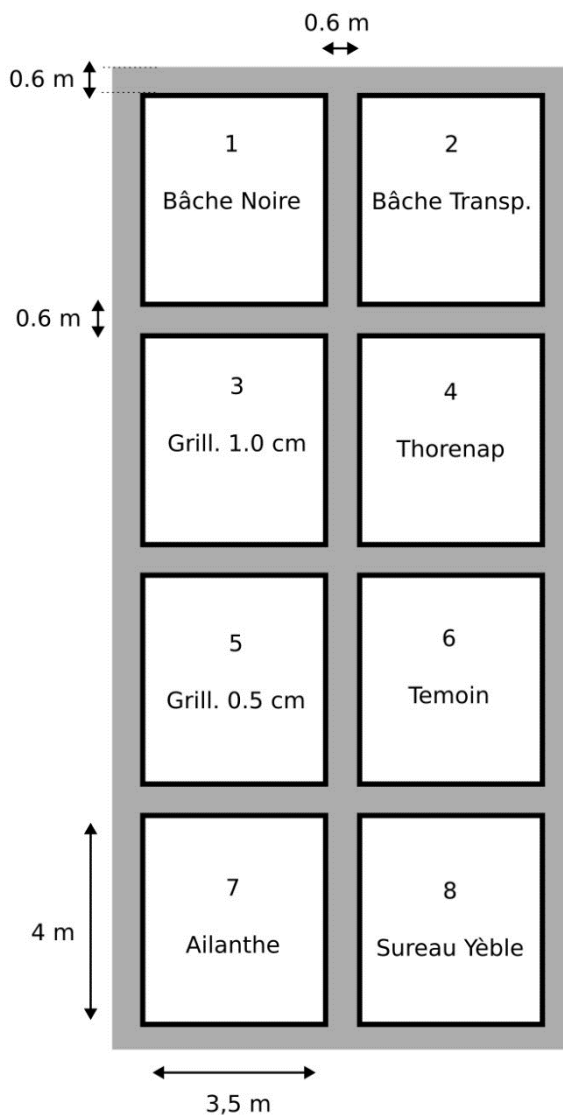 0.6 m
0.6 m
1
Bâche Noire
2
Bâche Transp.
0.6 m
3
Grill. 1.0 cm
4
Thorenap
5
Grill. 0.5 cm
6
Temoin
7
Ailanthe
8
Sureau Yèble
4 m
3,5 m